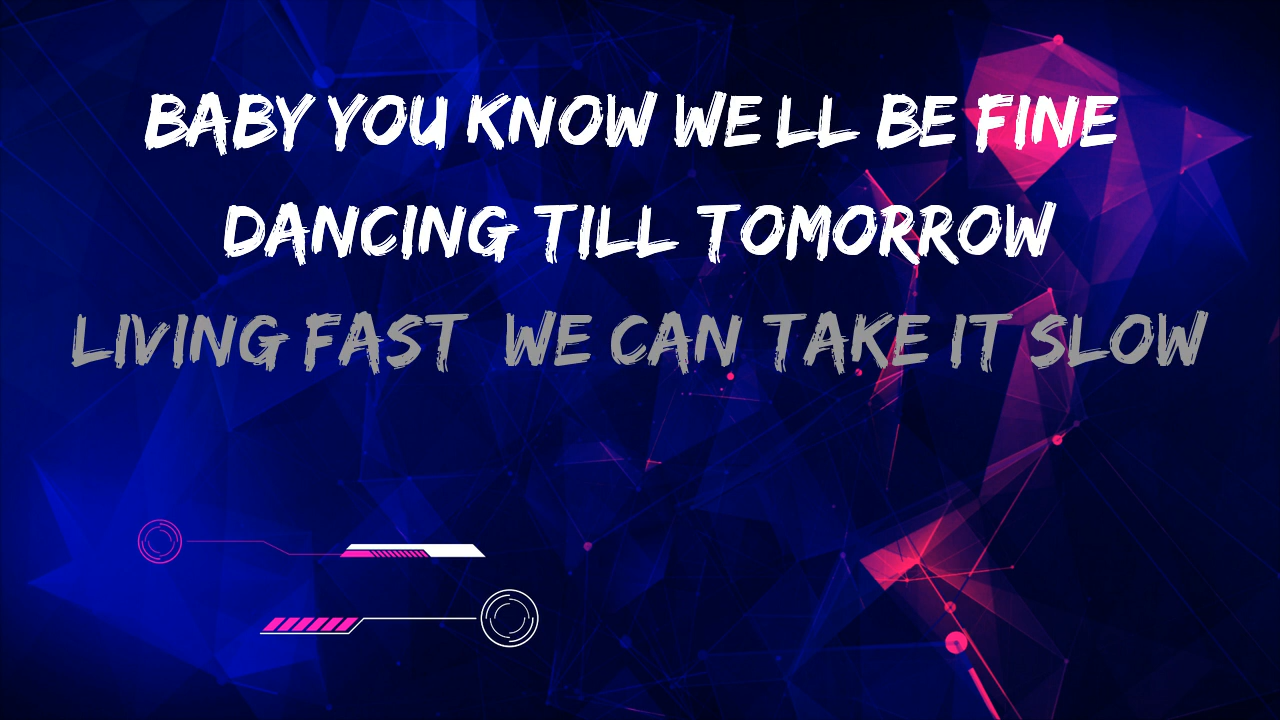 BABY YOU KNOW WE LL BE FINE
DANCING TILL TOMORROW
LIVING FAST WE CAN TAKE IT SLOW